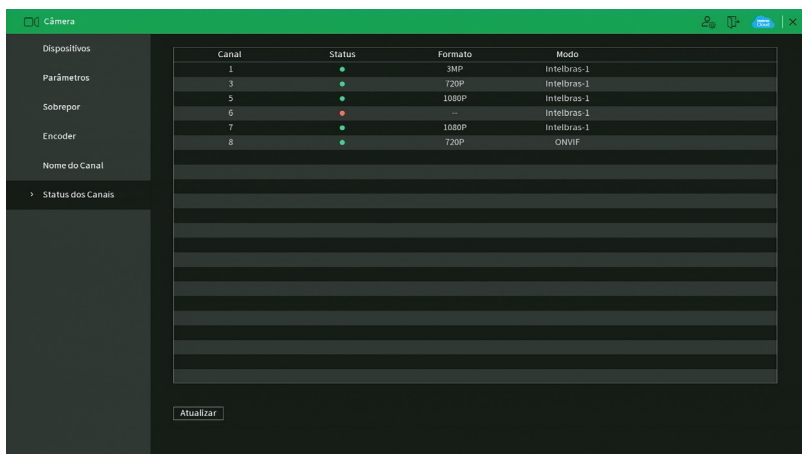 Câmera
Dispositivos
Parâmetros
Sobrepor
Encoder
Nome do Canal
> Status dos Canais
Canal Status Formato Modo
1 3MP Intelbras-1
3 720P Intelbras-1
5 1080P Intelbras-1
6 -- Intelbras-1
7 1080P Intelbras-1
8 720P ONVIF
Atualizar